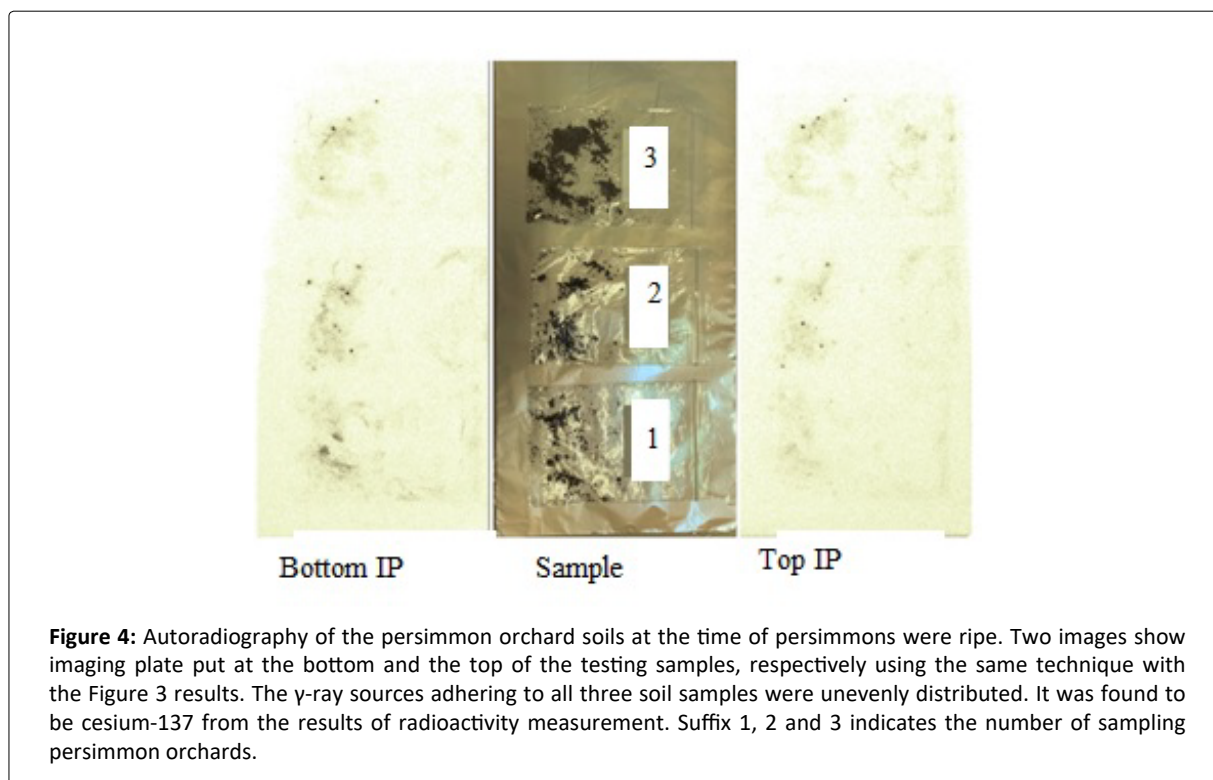 3
2
1
Bottom IP
Sample
Top IP
Figure 4: Autoradiography of the persimmon orchard soils at the time of persimmons were ripe. Two images show
imaging plate put at the bottom and the top of the testing samples, respectively using the same technique with
the Figure 3 results. The γ-ray sources adhering to all three soil samples were unevenly distributed. It was found to
be cesium-137 from the results of radioactivity measurement. Suffix 1, 2 and 3 indicates the number of sampling
persimmon orchards.